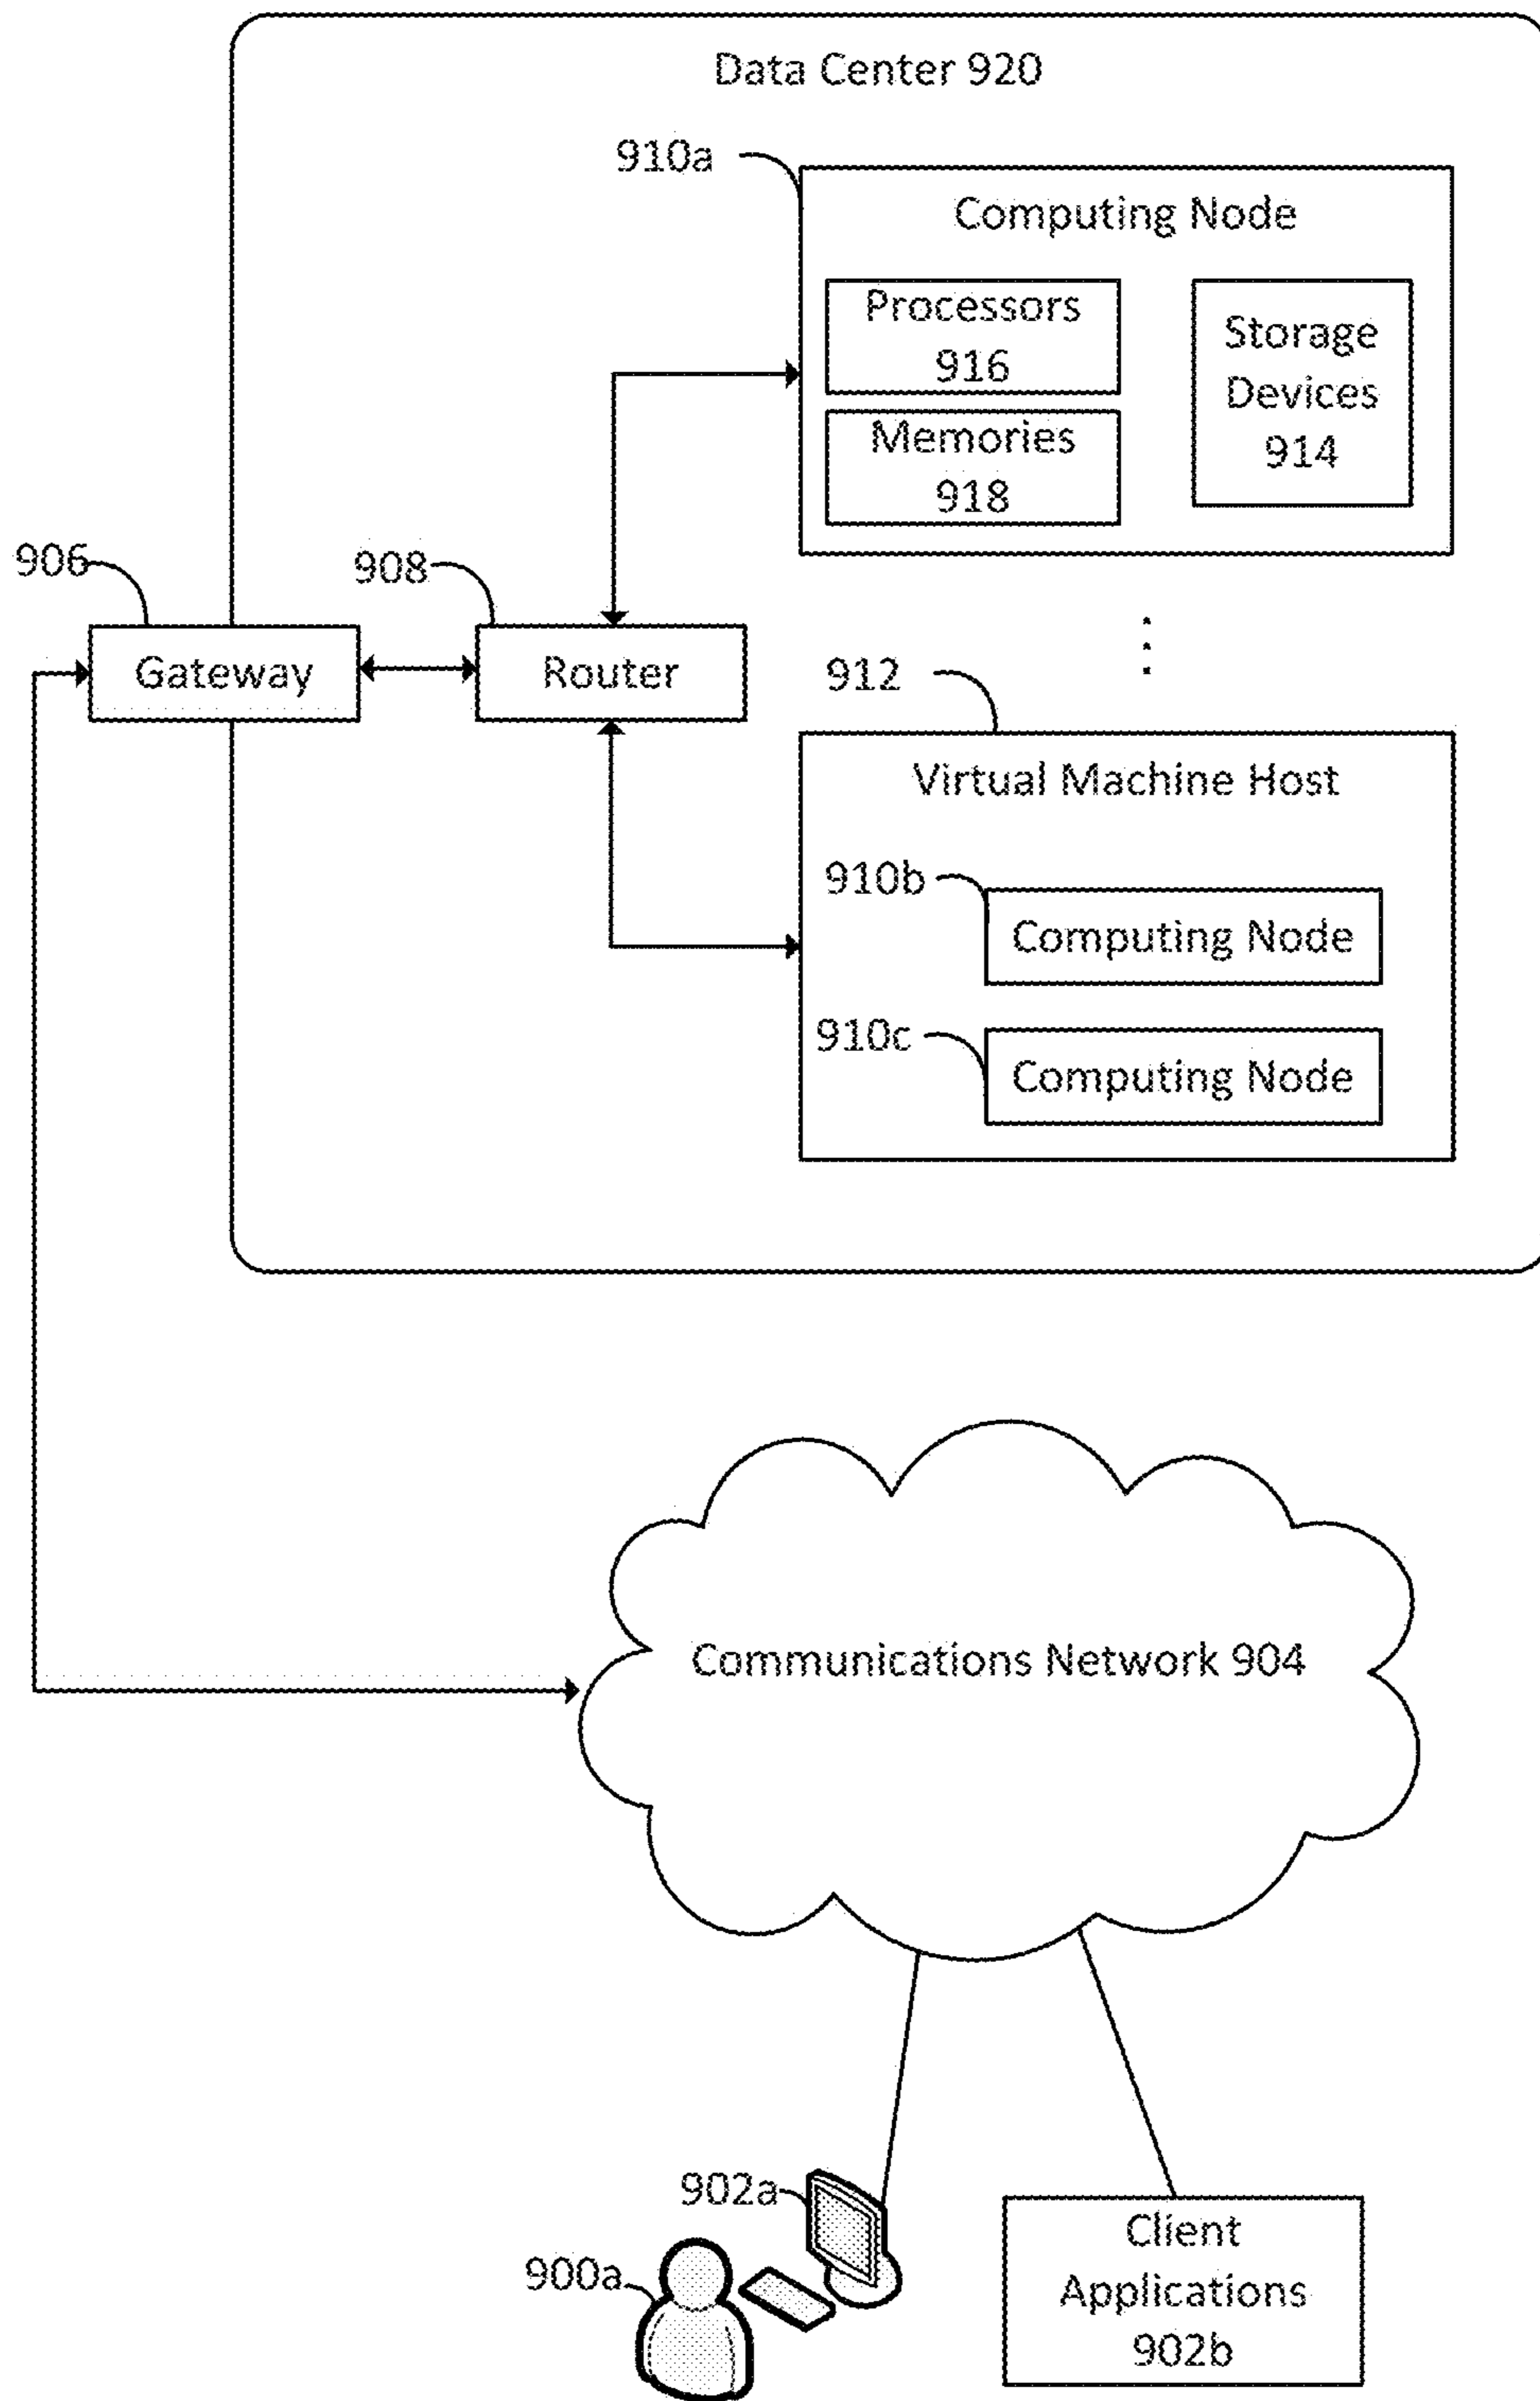 Data Center 920
910a
Computing Node
Processors
916
Storage
Devices
914
Memories
918
906
908
Gateway
Router
912
Virtual Machine Host
910b
Computing Node
910c
Computing Node
Communications Network 904
902a
900a
Client
Applications
902b